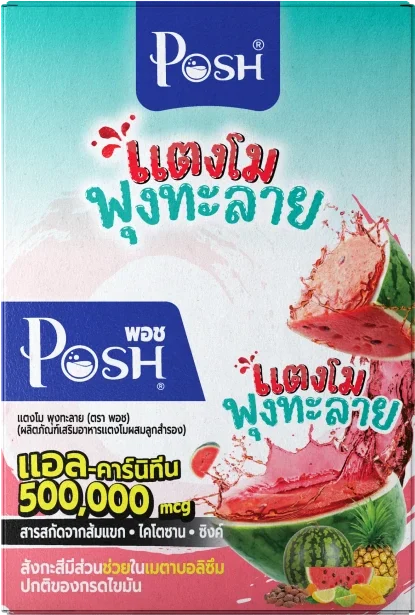 POSH®
แตงโม
พุงทะลาย
พอช
POSH®
แตงโม พุงทะลาย (ตรา พอช)
(ผลิตภัณฑ์เสริมอาหารแตงโมผสมลูกสำรอง)
แตงโม
พุงทะลาย
แอล-คาร์นิทีน
500,000 mcg
สารสกัดจากส้มแขก • ไคโตซาน • ซิงค์
สังกะสีมีส่วนช่วยในเมตาบอลิซึม
ปกติของกรดไขมัน